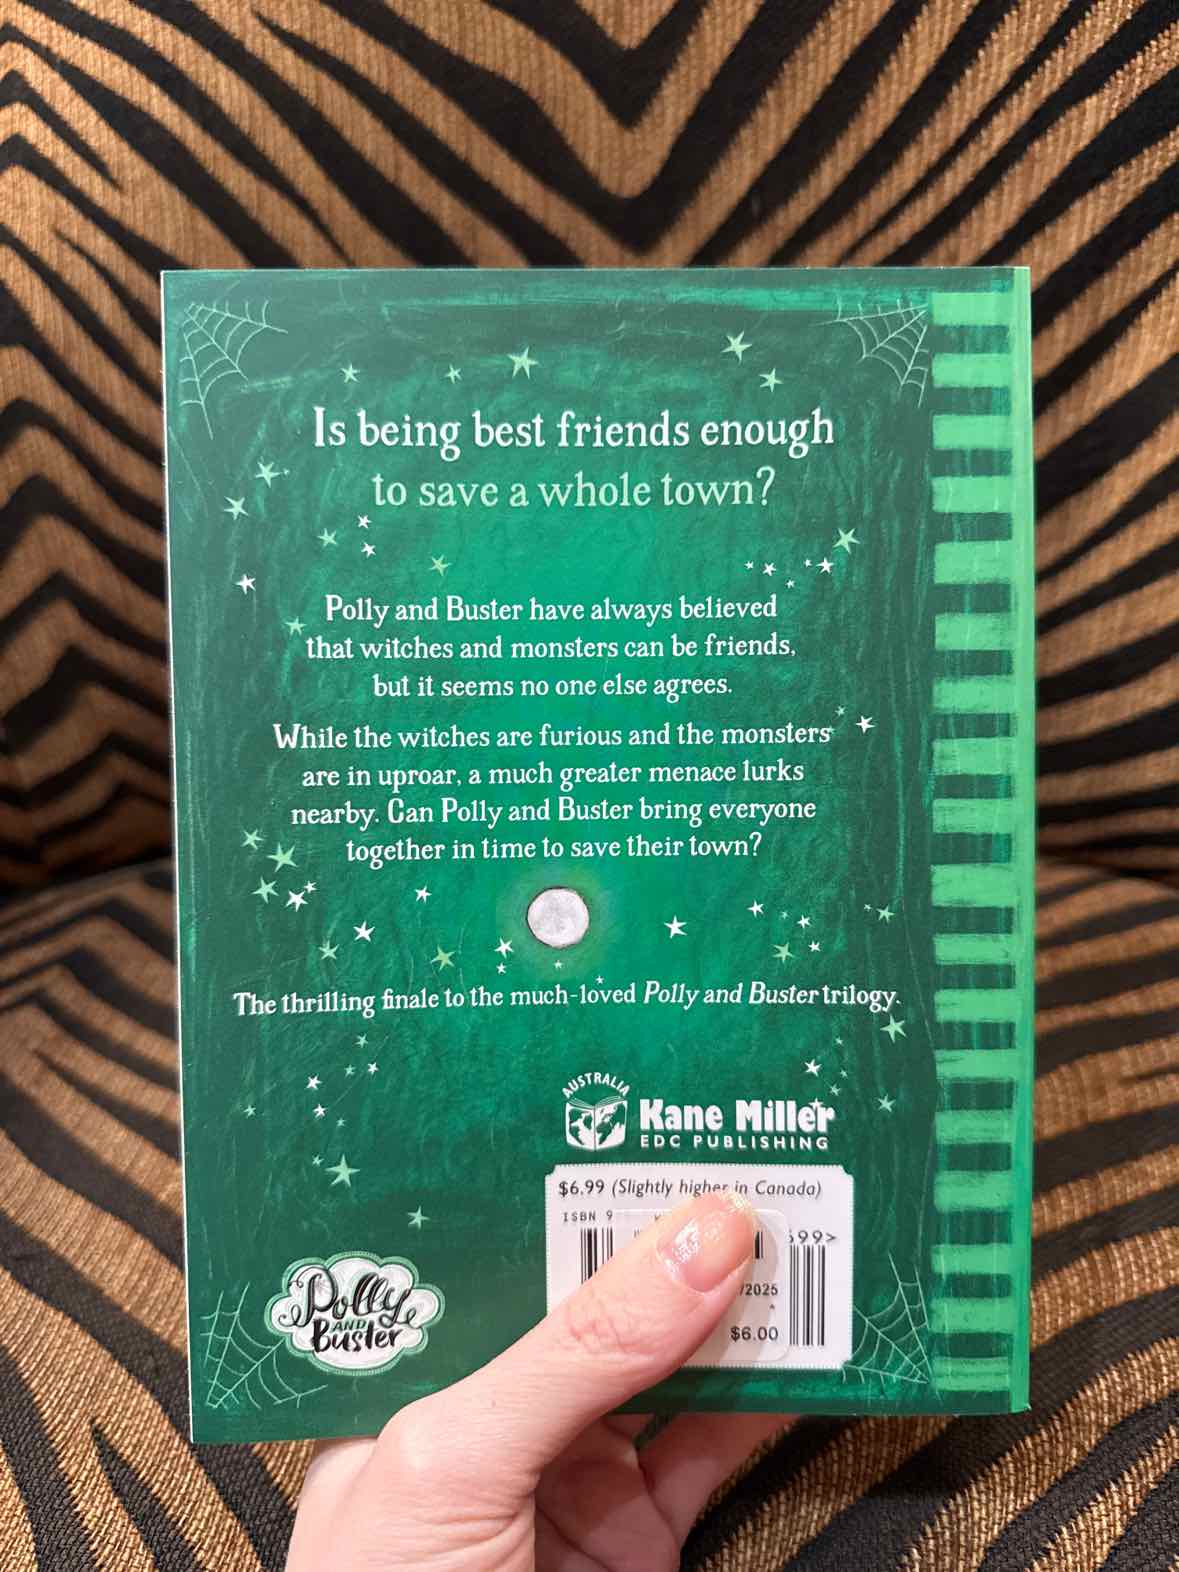 Is being best friends enough
to save a whole town?
Polly and Buster have always believed
that witches and monsters can be friends,
but it seems no one else agrees.
While the witches are furious and the monsters
are in uproar, a much greater menace lurks
nearby. Can Polly and Buster bring everyone
together in time to save their town?
The thrilling finale to the much-loved Polly and Buster trilogy.
AUSTRALIA
Kane Miller
EDC PUBLISHING
$6.99 (Slightly higher in Canada)
ISBN 9
99>
/2025
$6.00
Polly
AND
Buster